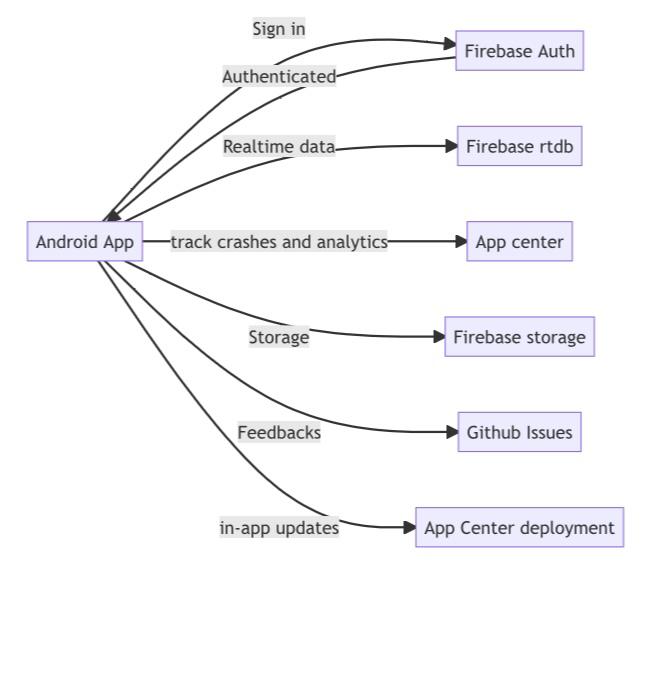 Sign in
Firebase Auth
Authenticated
Realtime data
Firebase rtdb
Android App
track crashes and analytics
App center
Storage
Firebase storage
Feedbacks
Github Issues
in-app updates
App Center deployment